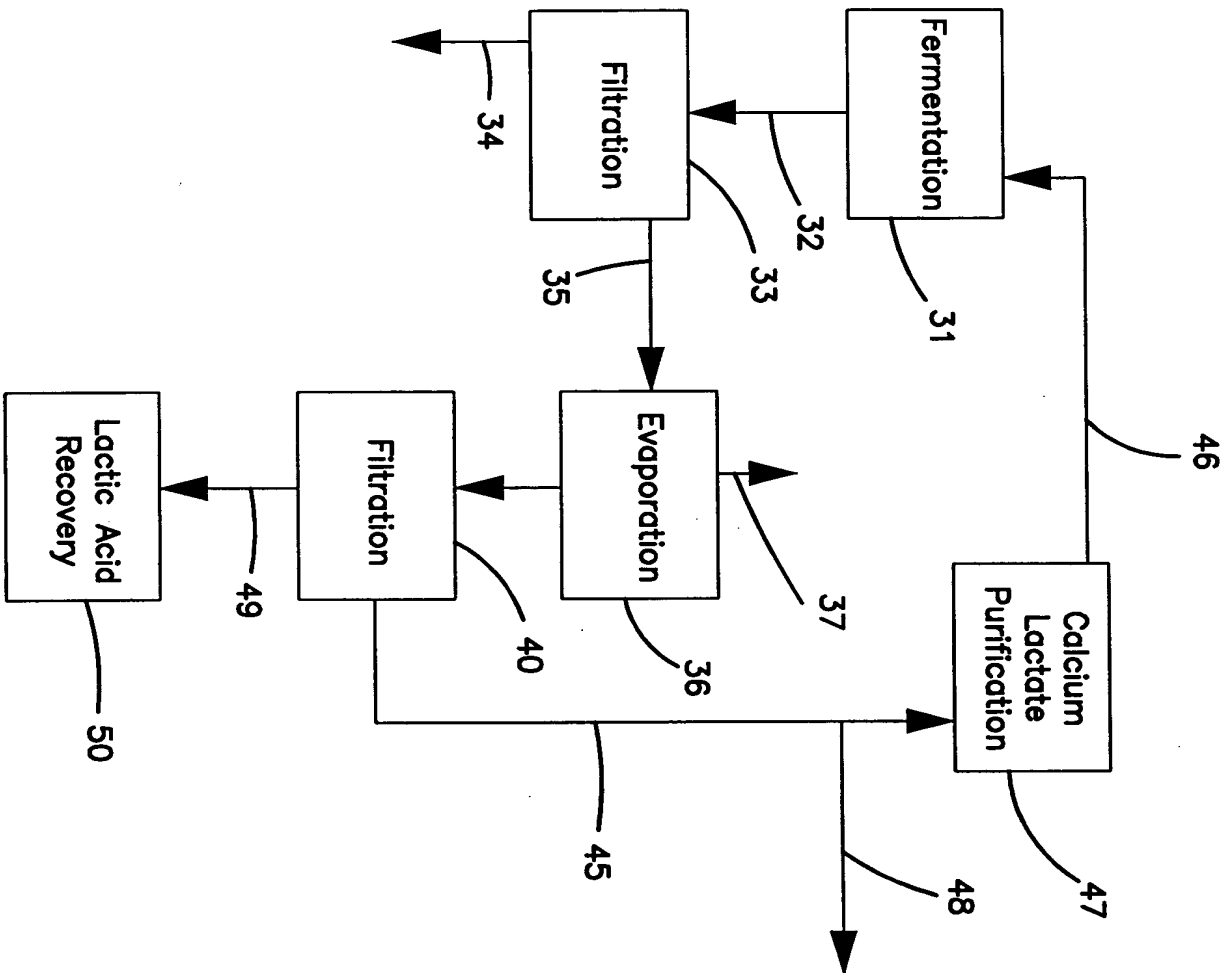 46
47
Calcium
Lactate
Purification
48
31
Fermentation
37
32
33
36
Evaporation
Filtration
45
35
40
34
Filtration
49
Lactic Acid
Recovery
50